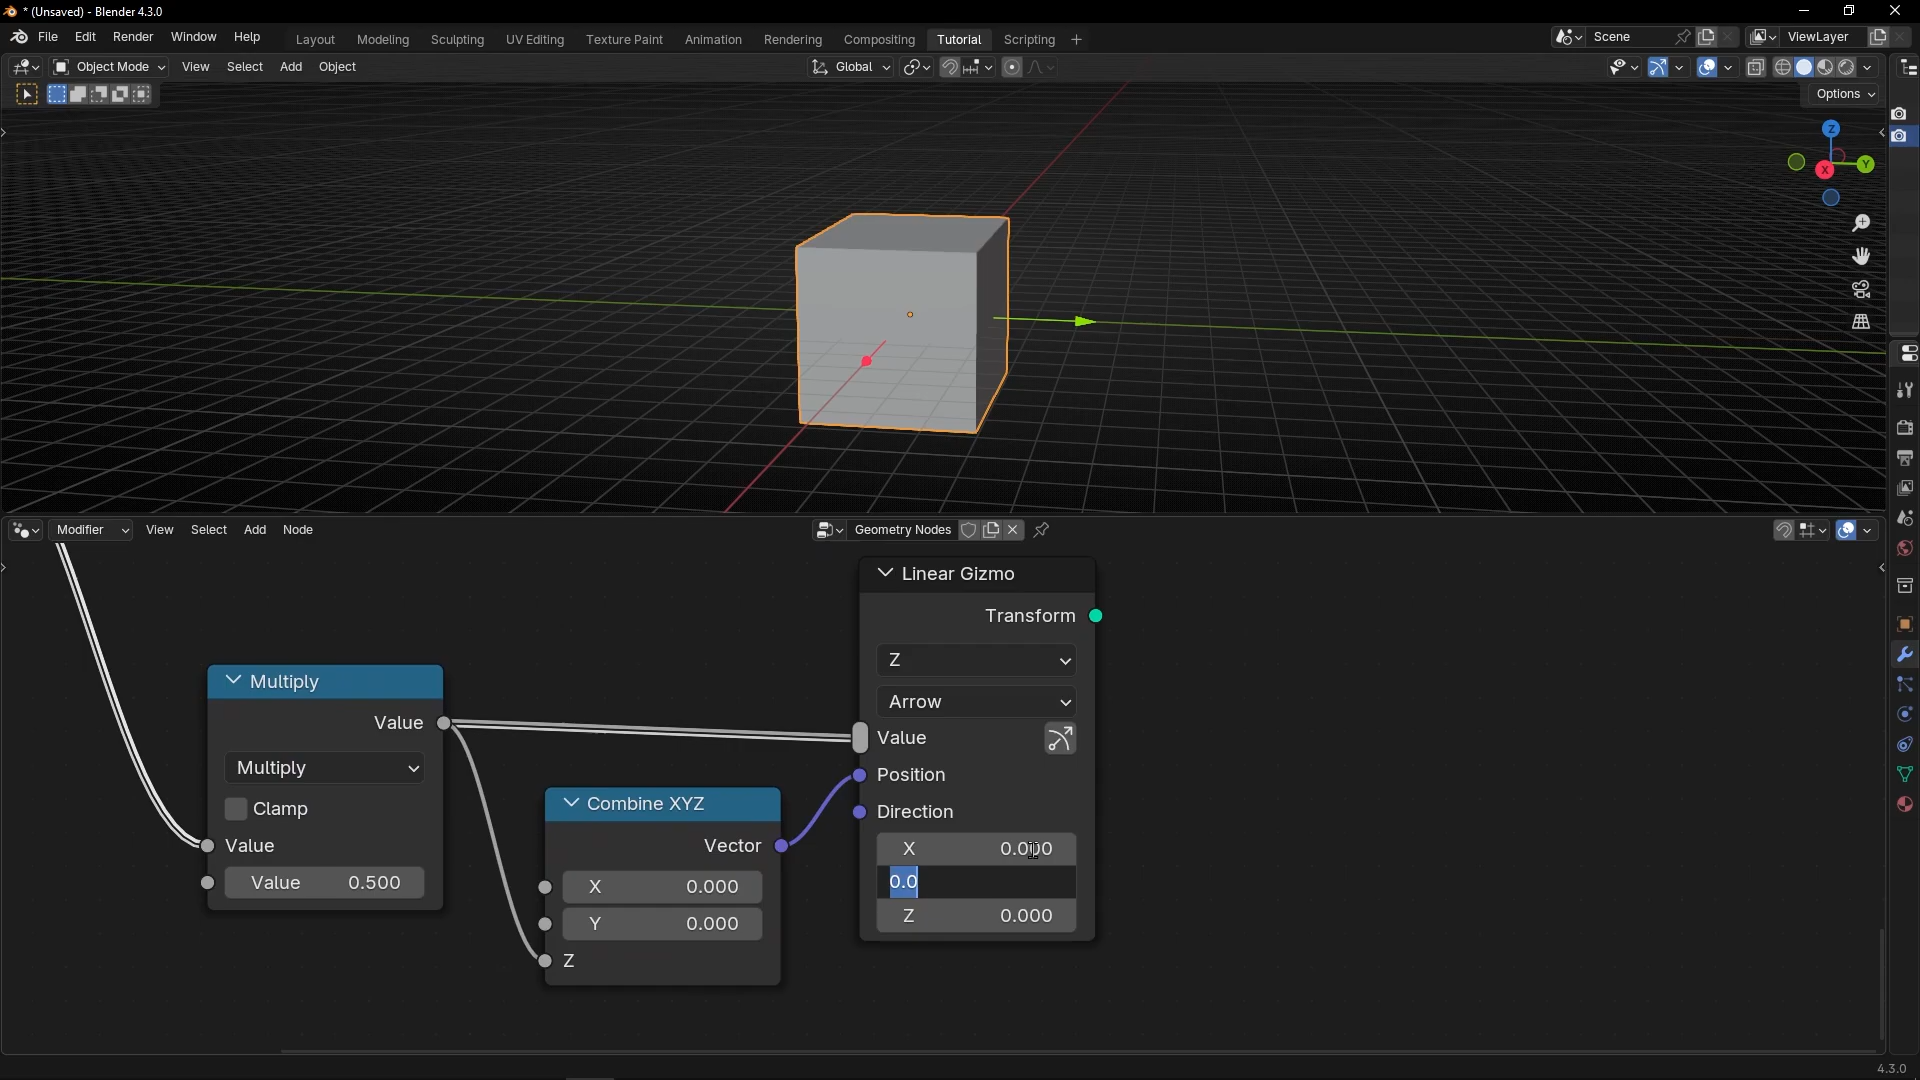 * (Unsaved) - Blender 4.3.0
File Edit Render Window Help Layout Modeling Sculpting UV Editing Texture Paint Animation Rendering Compositing Tutorial Scripting + Scene ViewLayer
Object Mode View Select Add Object Global
Options
Z
Y
X
Modifier View Select Add Node Geometry Nodes
Linear Gizmo
Transform
Z
Arrow
Value
Position
Direction
X 0.000
0.0
Z 0.000
Multiply
Value
Multiply
Clamp
Value
Value 0.500
Combine XYZ
Vector
X 0.000
Y 0.000
Z
4.3.0